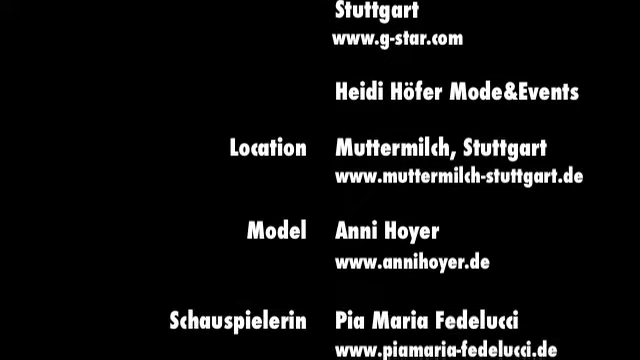 Stuttgart
www.g-star.com
Heidi Höfer Mode&Events
Location Muttermilch, Stuttgart
www.muttermilch-stuttgart.de
Model Anni Hoyer
www.annihoyer.de
Schauspielerin Pia Maria Fedelucci
www.piamaria-fedelucci.de